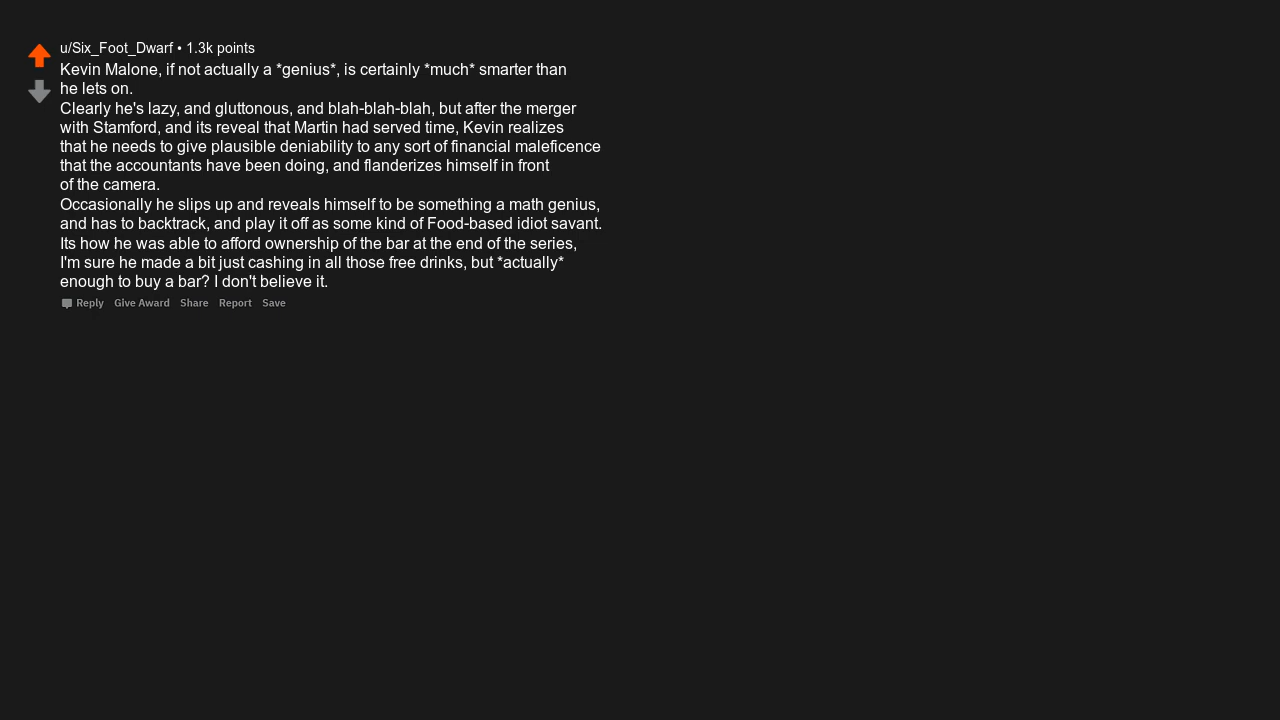 u/Six_Foot_Dwarf • 1.3k points
Kevin Malone, if not actually a *genius*, is certainly *much* smarter than
he lets on.
Clearly he's lazy, and gluttonous, and blah-blah-blah, but after the merger
with Stamford, and its reveal that Martin had served time, Kevin realizes
that he needs to give plausible deniability to any sort of financial maleficence
that the accountants have been doing, and flanderizes himself in front
of the camera.
Occasionally he slips up and reveals himself to be something a math genius,
and has to backtrack, and play it off as some kind of Food-based idiot savant.
Its how he was able to afford ownership of the bar at the end of the series,
I'm sure he made a bit just cashing in all those free drinks, but *actually*
enough to buy a bar? I don't believe it.
Reply Give Award Share Report Save